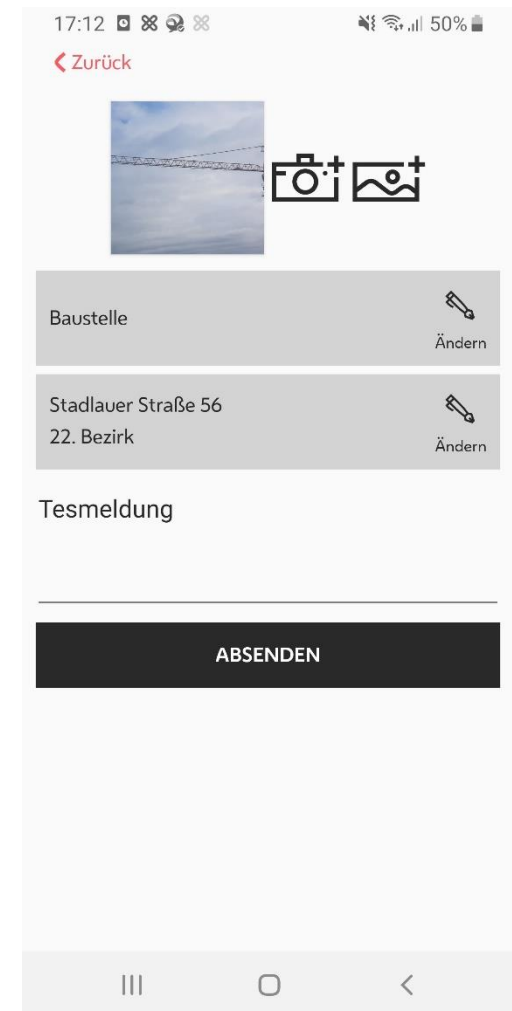 17:12 50%
Zurück
Baustelle
Ändern
Stadlauer Straße 56
22. Bezirk
Ändern
Tesmeldung
ABSENDEN